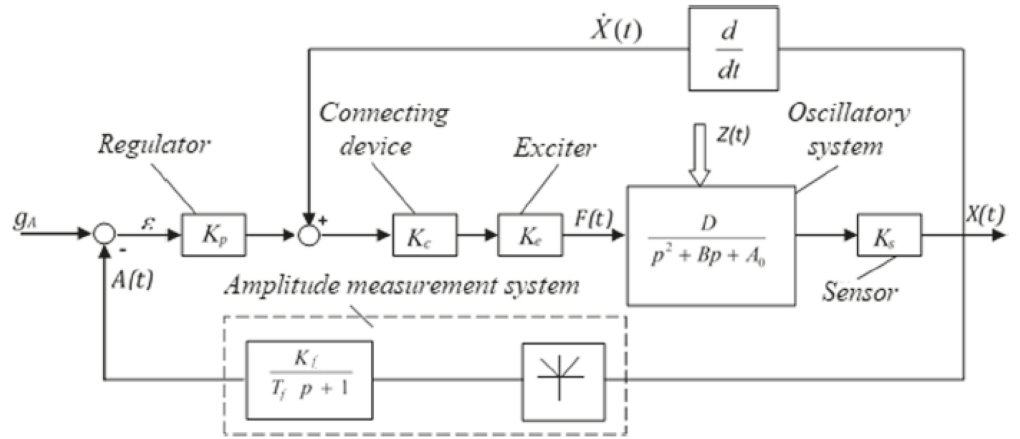 Ẋ(t)
d
dt
Connecting
device
Oscillatory
system
Regulator
Exciter
Z(t)
g_A
ε
K_p
+
K_c
K_e
F(t)
D
p² + Bp + A₀
K_s
X(t)
-
A(t)
Sensor
Amplitude measurement system
K_f
T_f p + 1